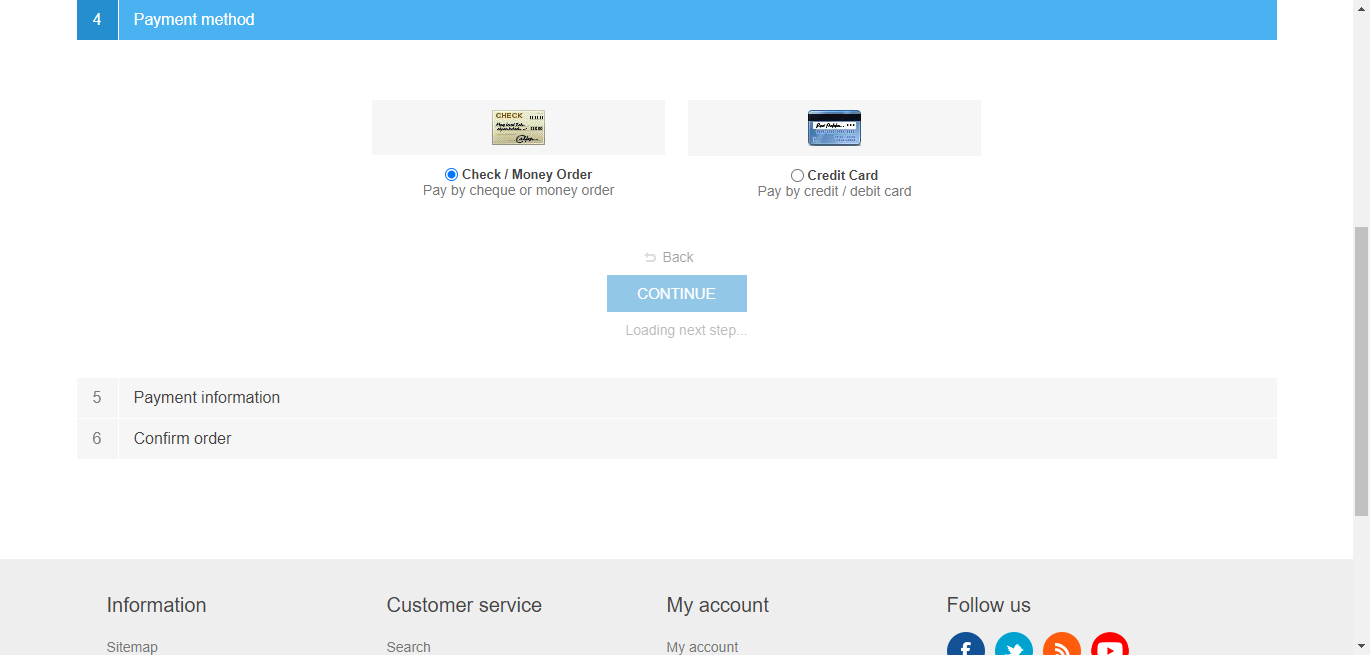 4 Payment method
CHECK
Check / Money Order
Pay by cheque or money order
Credit Card
Pay by credit / debit card
Back
CONTINUE
Loading next step...
5 Payment information
6 Confirm order
Information
Customer service
My account
Follow us
Sitemap
Search
My account